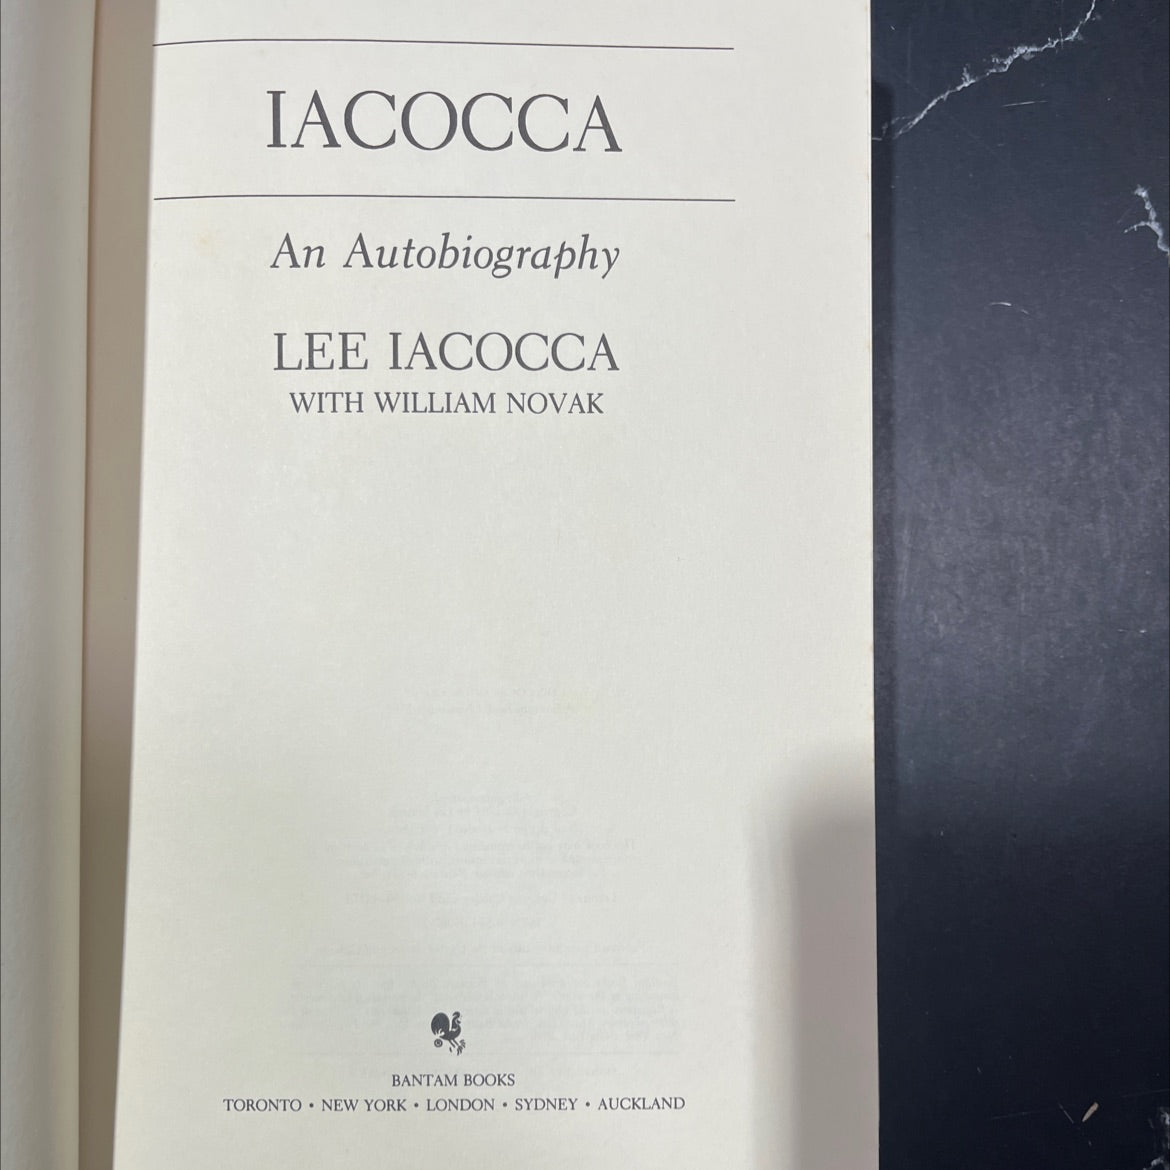 IACOCCA
An Autobiography
LEE IACOCCA
WITH WILLIAM NOVAK
BANTAM BOOKS
TORONTO • NEW YORK • LONDON • SYDNEY • AUCKLAND